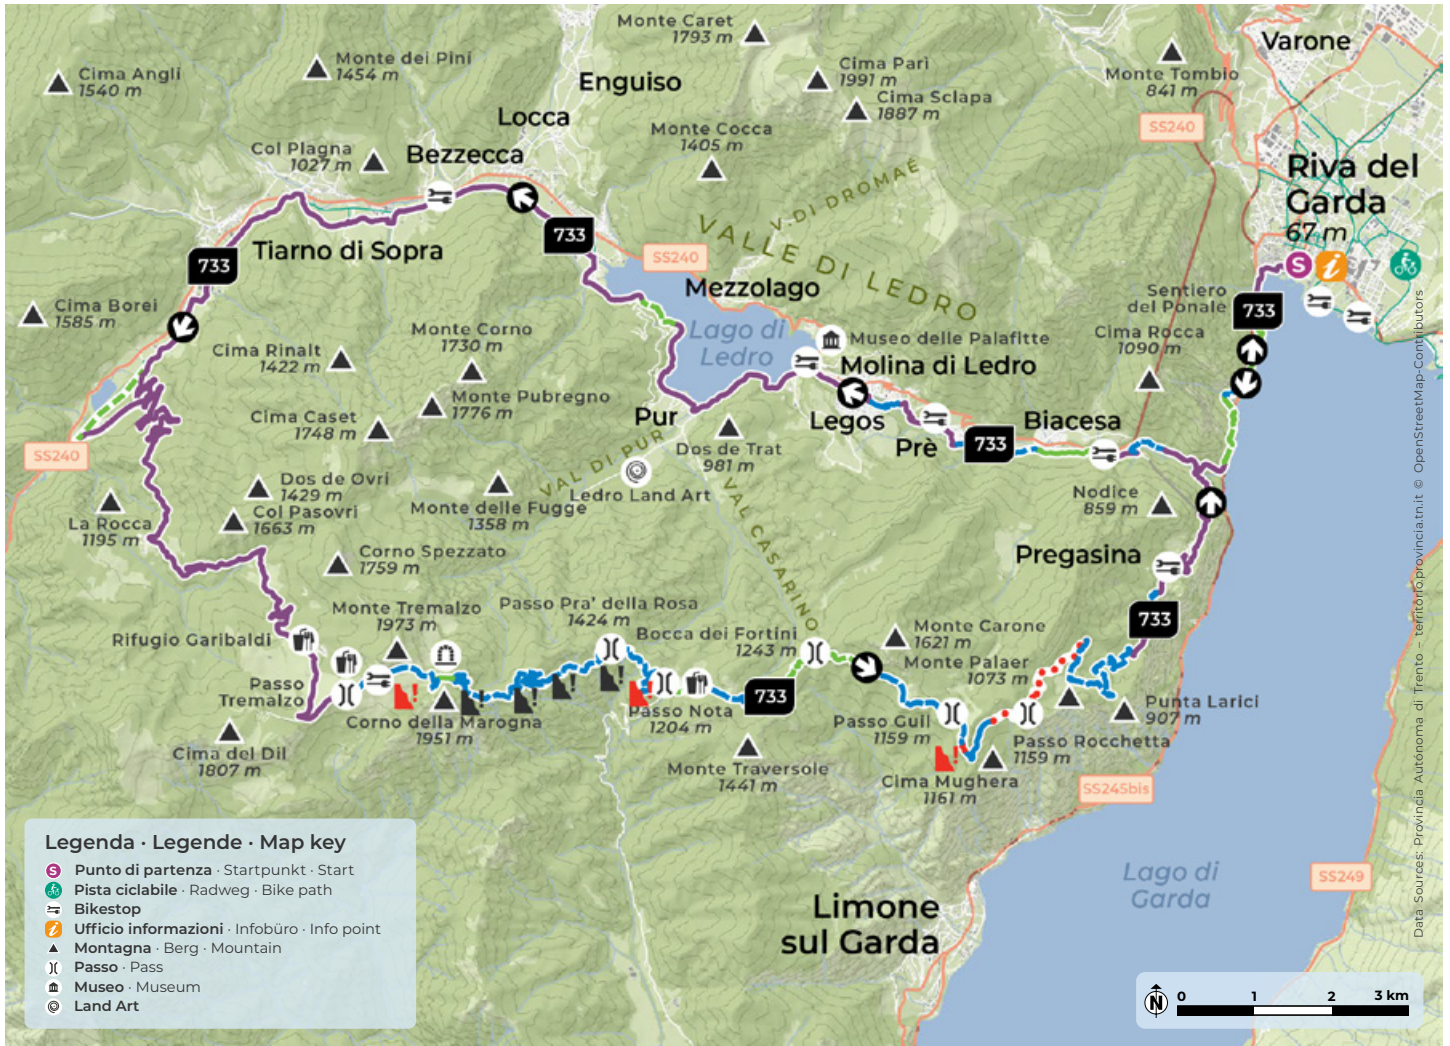 Monte Caret
1793 m
Varone
Cima Angli
1540 m
Monte dei Pini
1454 m
Enguiso
Cima Parì
1991 m
Cima Sclapa
1887 m
Monte Tombio
841 m
Locca
SS240
Monte Cocca
1405 m
Col Plagna
1027 m
Bezzecca
Riva del
Garda
67 m
V.DI DROMAÉ
VALLE DI LEDRO
733
Tiarno di Sopra
733
SS240
S
i
Mezzolago
Sentiero
del Ponale
733
Cima Borei
1585 m
Lago di
Ledro
Museo delle Palafitte
Cima Rocca
1090 m
Monte Corno
1730 m
Cima Rinalt
1422 m
Molina di Ledro
Monte Pubregno
1776 m
Cima Caset
1748 m
Pur
Legos
Biacesa
Prè
733
SS240
VAL DI PUR
Dos de Trat
981 m
Ledro Land Art
VAL CASARINO
Dos de Ovri
1429 m
Col Pasovri
1663 m
Monte delle Fugge
1358 m
La Rocca
1195 m
Nodice
859 m
Pregasina
Corno Spezzato
1759 m
Monte Tremalzo
1973 m
Passo Pra' della Rosa
1424 m
Rifugio Garibaldi
Bocca dei Fortini
1243 m
Monte Carone
1621 m
733
Monte Palaer
1073 m
Passo
Tremalzo
733
Punta Larici
907 m
Corno della Marogna
1951 m
Passo Nota
1204 m
Passo Guil
1159 m
Passo Rocchetta
1159 m
Cima del Dil
1807 m
Monte Traversole
1441 m
Cima Mughera
1161 m
SS245bis
Lago di
Garda
SS249
Limone
sul Garda
Legenda · Legende · Map key
S Punto di partenza · Startpunkt · Start
Pista ciclabile · Radweg · Bike path
Bikestop
i Ufficio informazioni · Infobüro · Info point
Montagna · Berg · Mountain
Passo · Pass
Museo · Museum
Land Art
N
0 1 2 3 km
Data Sources: Provincia Autónoma di Trento – territorio.provincia.tn.it © OpenStreetMap-Contributors